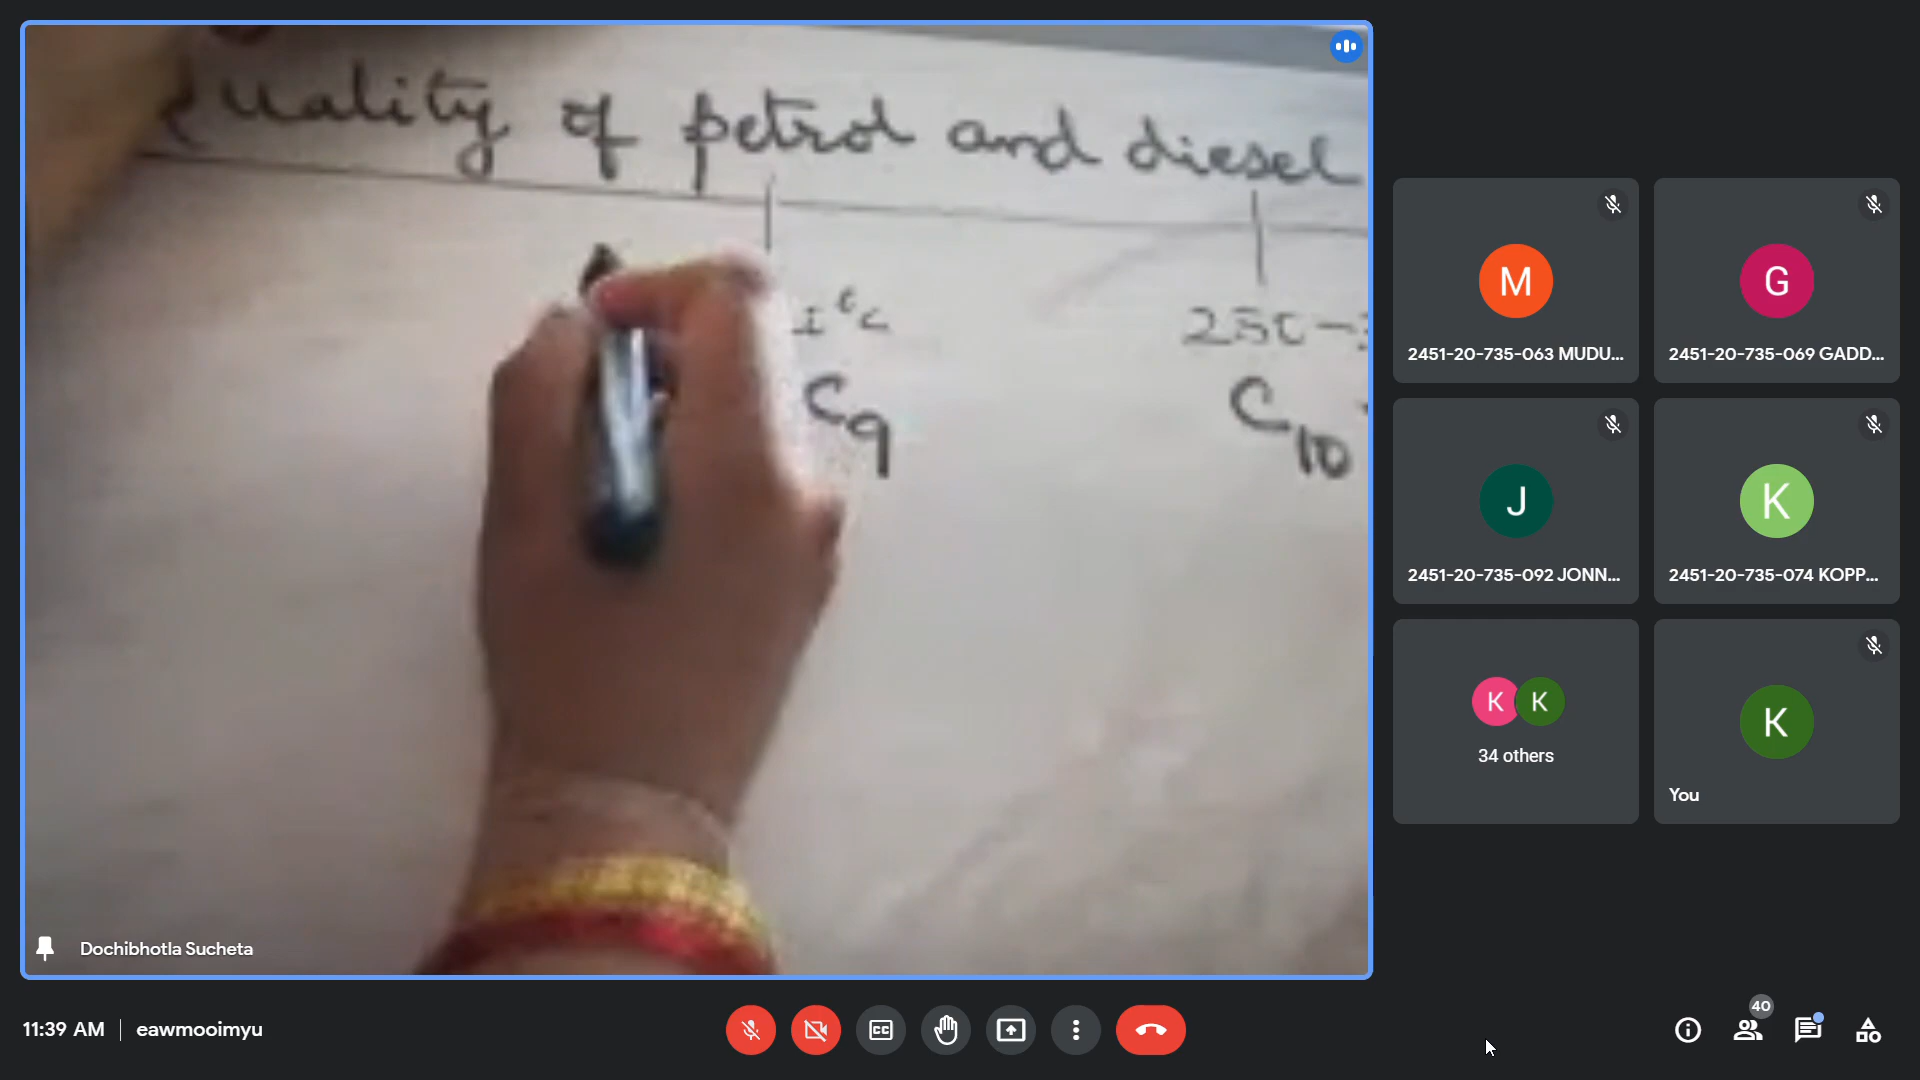 Quality of petrol and diesel
C9
C10
M
2451-20-735-063 MUDU...
G
2451-20-735-069 GADD...
J
2451-20-735-092 JONN...
K
2451-20-735-074 KOPP...
K K
34 others
K
You
Dochibhotla Sucheta
11:39 AM | eawmooimyu
CC
40